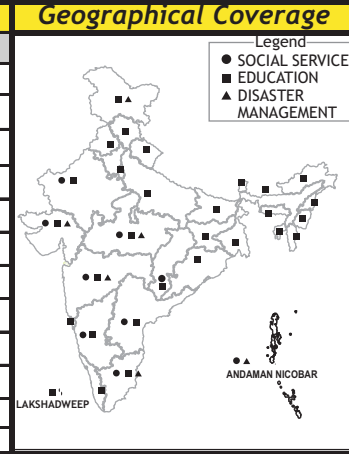 Geographical Coverage
Legend
SOCIAL SERVICE
EDUCATION
DISASTER
MANAGEMENT
ANDAMAN NICOBAR
LAKSHADWEEP